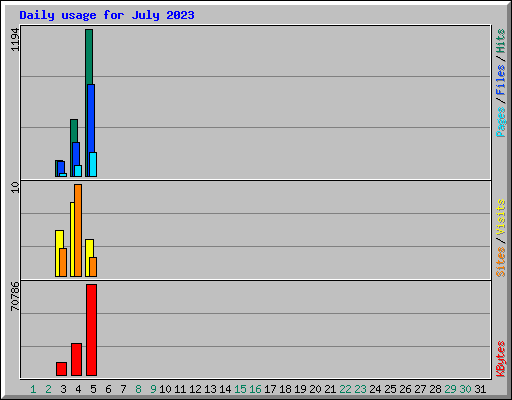 Daily usage for July 2023
1194
Pages / Files / Hits
10
Sites / Visits
70786
KBytes
1 2 3 4 5 6 7 8 9 10 11 12 13 14 15 16 17 18 19 20 21 22 23 24 25 26 27 28 29 30 31